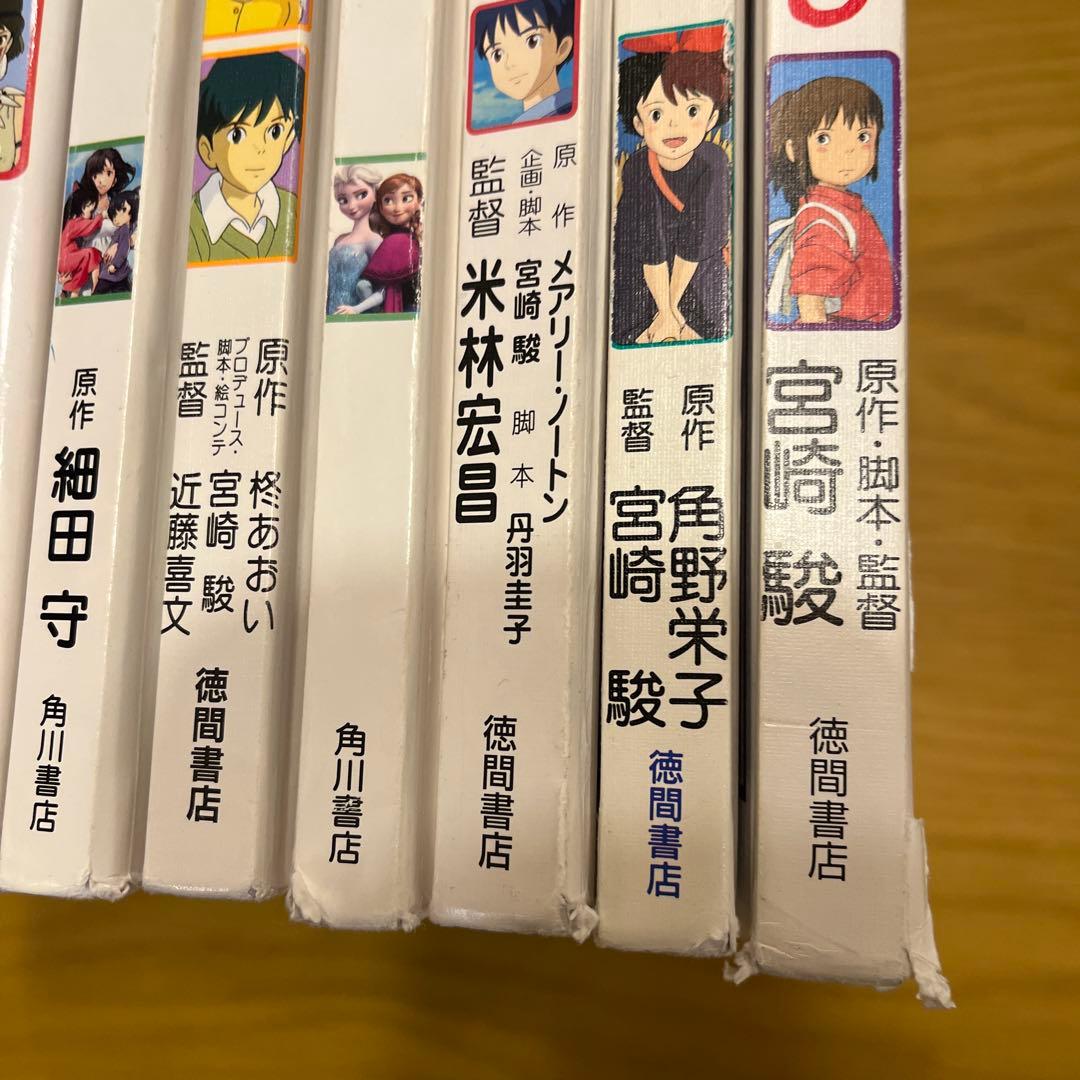 原作 細田 守
角川書店
原作 柊あおい
プロデュース・
脚本・絵コンテ 宮崎 駿
監督 近藤喜文
徳間書店
角川書店
原作 メアリー・ノートン
企画・脚本 宮崎 駿 脚本 丹羽圭子
監督 米林宏昌
徳間書店
原作 角野栄子
監督 宮崎 駿
徳間書店
原作・脚本・監督
宮崎 駿
徳間書店